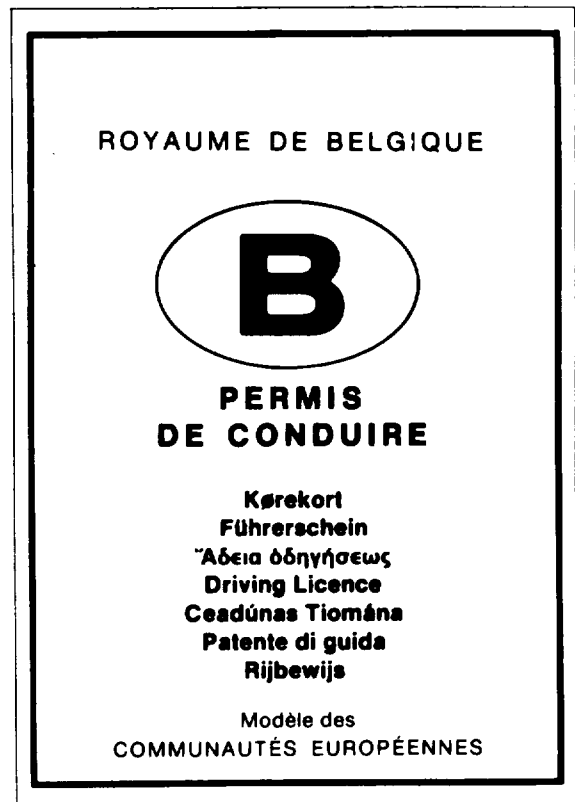 ROYAUME DE BELGIQUE
B
PERMIS
DE CONDUIRE
Kørekort
Führerschein
Ἄδεια ὁδηγήσεως
Driving Licence
Ceadúnas Tiomána
Patente di guida
Rijbewijs
Modèle des
COMMUNAUTÉS EUROPÉENNES